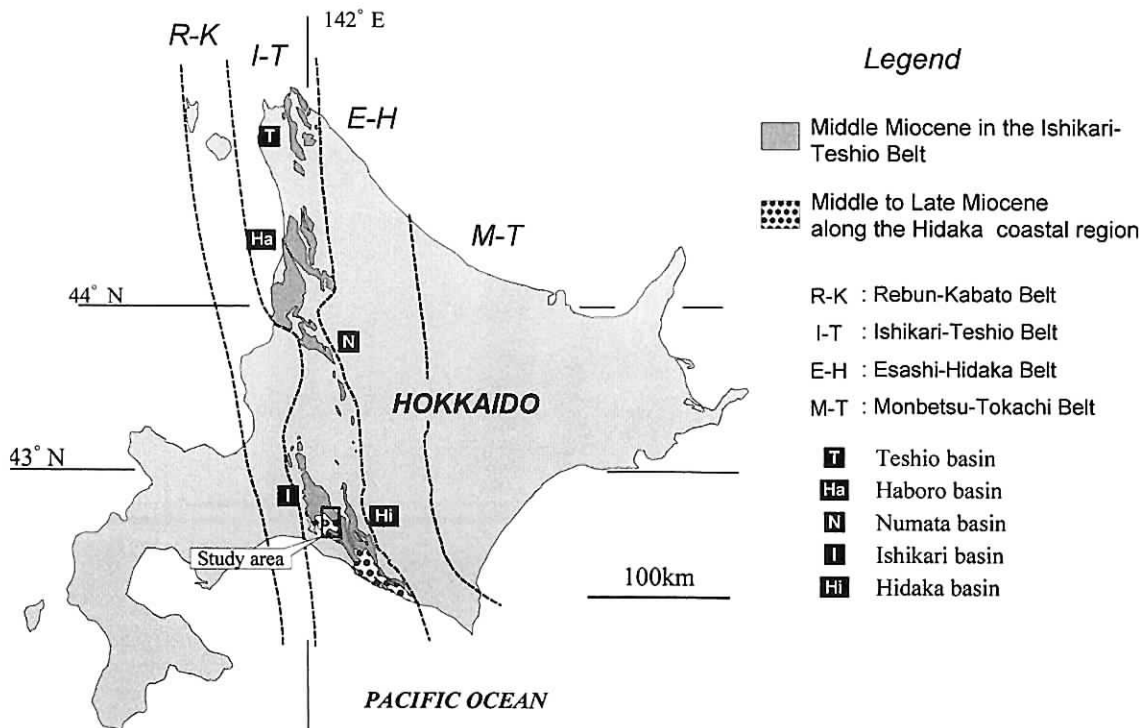 142° E
R-K
I-T
E-H
M-T
T
Ha
44° N
N
HOKKAIDO
43° N
I
Hi
Study area
100km
PACIFIC OCEAN
Legend
Middle Miocene in the Ishikari-
Teshio Belt
Middle to Late Miocene
along the Hidaka coastal region
R-K : Rebun-Kabato Belt
I-T : Ishikari-Teshio Belt
E-H : Esashi-Hidaka Belt
M-T : Monbetsu-Tokachi Belt
T Teshio basin
Ha Haboro basin
N Numata basin
I Ishikari basin
Hi Hidaka basin